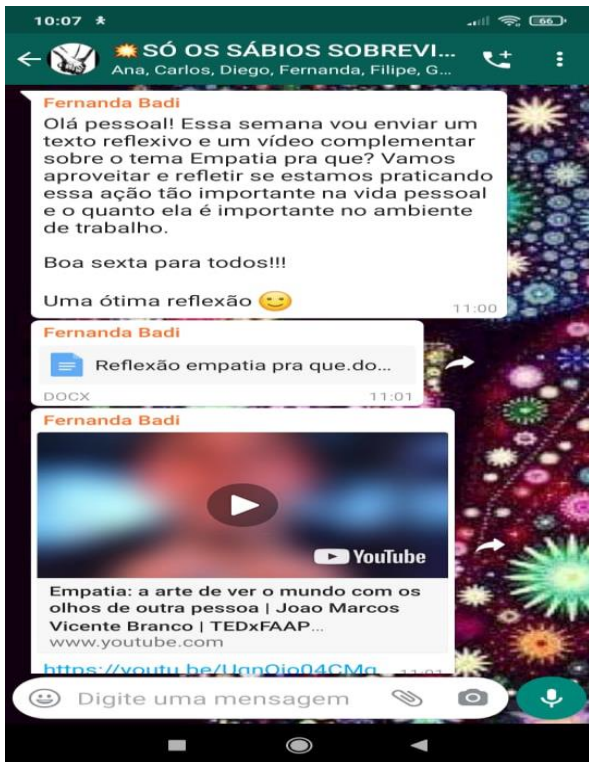 10:07
66
SÓ OS SÁBIOS SOBREVI...
Ana, Carlos, Diego, Fernanda, Filipe, G...
Fernanda Badi
Olá pessoal! Essa semana vou enviar um
texto reflexivo e um vídeo complementar
sobre o tema Empatia pra que? Vamos
aproveitar e refletir se estamos praticando
essa ação tão importante na vida pessoal
e o quanto ela é importante no ambiente
de trabalho.
Boa sexta para todos!!!
Uma ótima reflexão
11:00
Fernanda Badi
Reflexão empatia pra que.do...
DOCX 11:01
Fernanda Badi
YouTube
Empatia: a arte de ver o mundo com os
olhos de outra pessoa | Joao Marcos
Vicente Branco | TEDxFAAP...
www.youtube.com
11:01
Digite uma mensagem